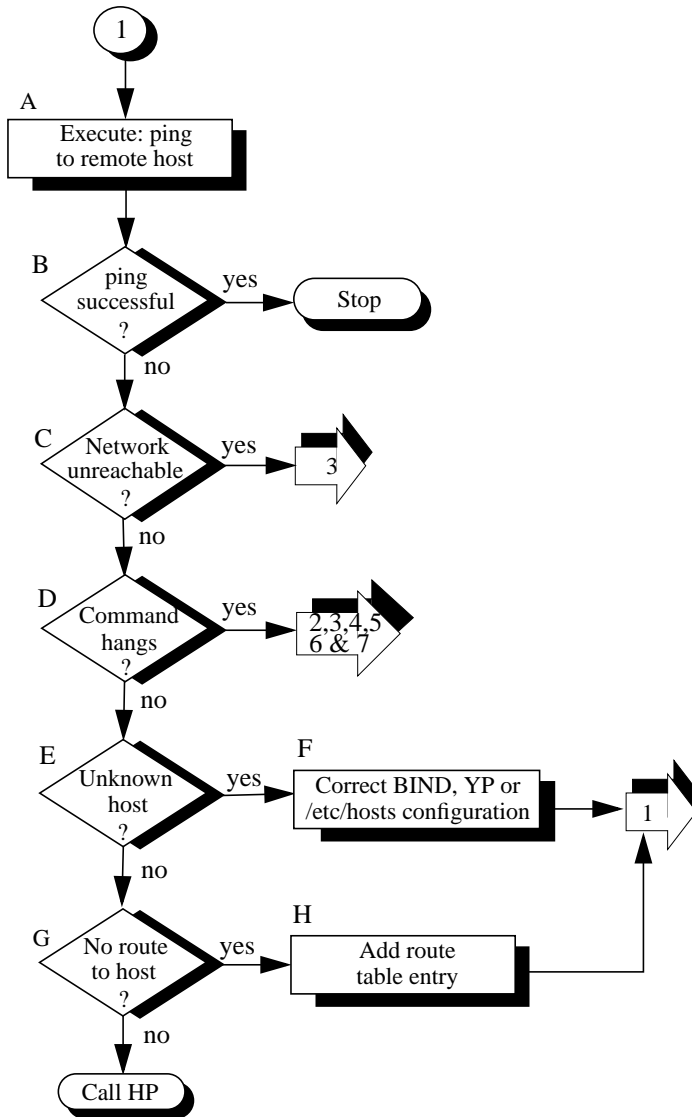 1
A
Execute: ping
to remote host
B
ping
successful
?
yes
Stop
no
C
Network
unreachable
?
yes
3
no
D
Command
hangs
?
yes
2,3,4,5
6 & 7
no
E
Unknown
host
?
yes
F
Correct BIND, YP or
/etc/hosts configuration
1
no
G
No route
to host
?
yes
H
Add route
table entry
no
Call HP